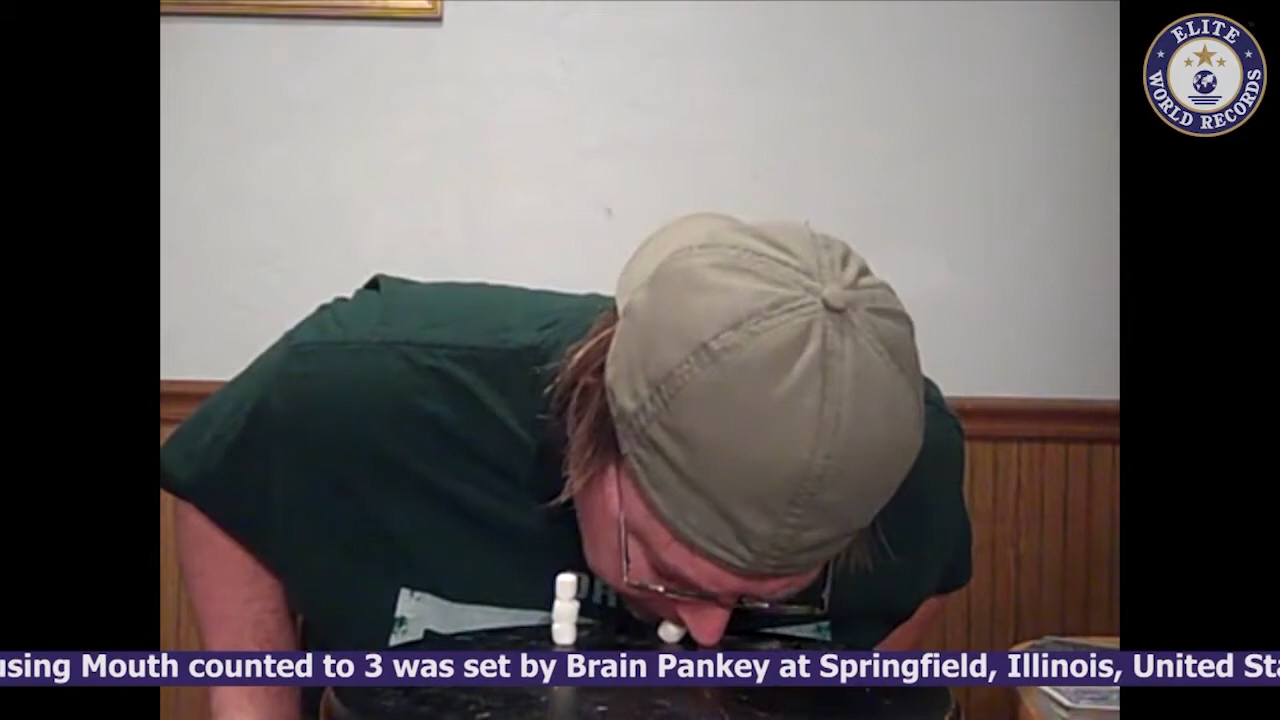 ELITE
WORLD RECORDS
using Mouth counted to 3 was set by Brain Pankey at Springfield, Illinois, United Sta